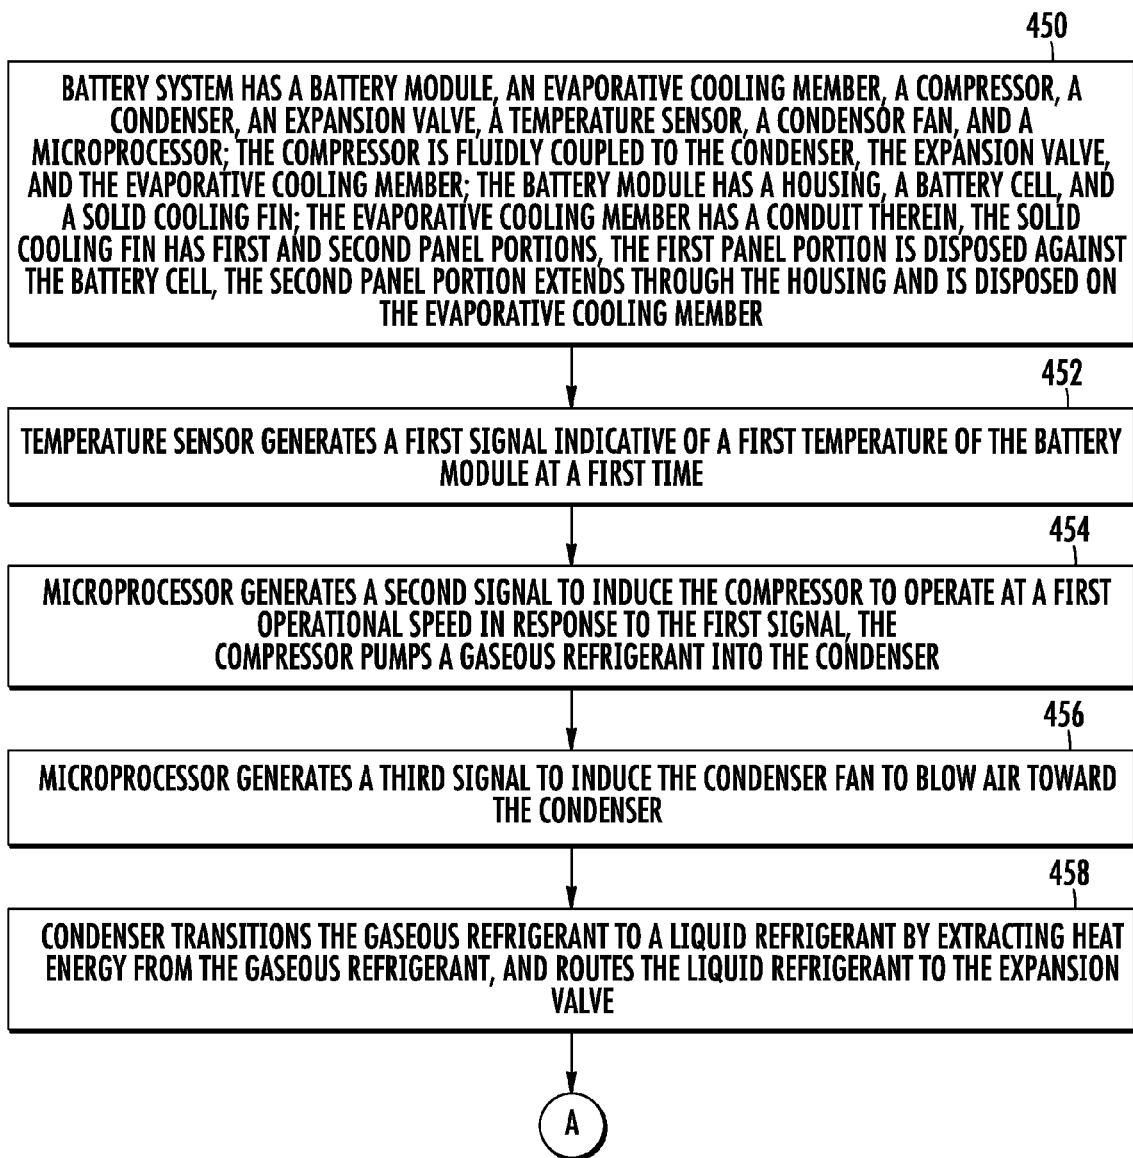 450
BATTERY SYSTEM HAS A BATTERY MODULE, AN EVAPORATIVE COOLING MEMBER, A COMPRESSOR, A
CONDENSER, AN EXPANSION VALVE, A TEMPERATURE SENSOR, A CONDENSOR FAN, AND A
MICROPROCESSOR; THE COMPRESSOR IS FLUIDLY COUPLED TO THE CONDENSER, THE EXPANSION VALVE,
AND THE EVAPORATIVE COOLING MEMBER; THE BATTERY MODULE HAS A HOUSING, A BATTERY CELL, AND
A SOLID COOLING FIN; THE EVAPORATIVE COOLING MEMBER HAS A CONDUIT THEREIN, THE SOLID
COOLING FIN HAS FIRST AND SECOND PANEL PORTIONS, THE FIRST PANEL PORTION IS DISPOSED AGAINST
THE BATTERY CELL, THE SECOND PANEL PORTION EXTENDS THROUGH THE HOUSING AND IS DISPOSED ON
THE EVAPORATIVE COOLING MEMBER
452
TEMPERATURE SENSOR GENERATES A FIRST SIGNAL INDICATIVE OF A FIRST TEMPERATURE OF THE BATTERY
MODULE AT A FIRST TIME
454
MICROPROCESSOR GENERATES A SECOND SIGNAL TO INDUCE THE COMPRESSOR TO OPERATE AT A FIRST
OPERATIONAL SPEED IN RESPONSE TO THE FIRST SIGNAL, THE
COMPRESSOR PUMPS A GASEOUS REFRIGERANT INTO THE CONDENSER
456
MICROPROCESSOR GENERATES A THIRD SIGNAL TO INDUCE THE CONDENSER FAN TO BLOW AIR TOWARD
THE CONDENSER
458
CONDENSER TRANSITIONS THE GASEOUS REFRIGERANT TO A LIQUID REFRIGERANT BY EXTRACTING HEAT
ENERGY FROM THE GASEOUS REFRIGERANT, AND ROUTES THE LIQUID REFRIGERANT TO THE EXPANSION
VALVE
A